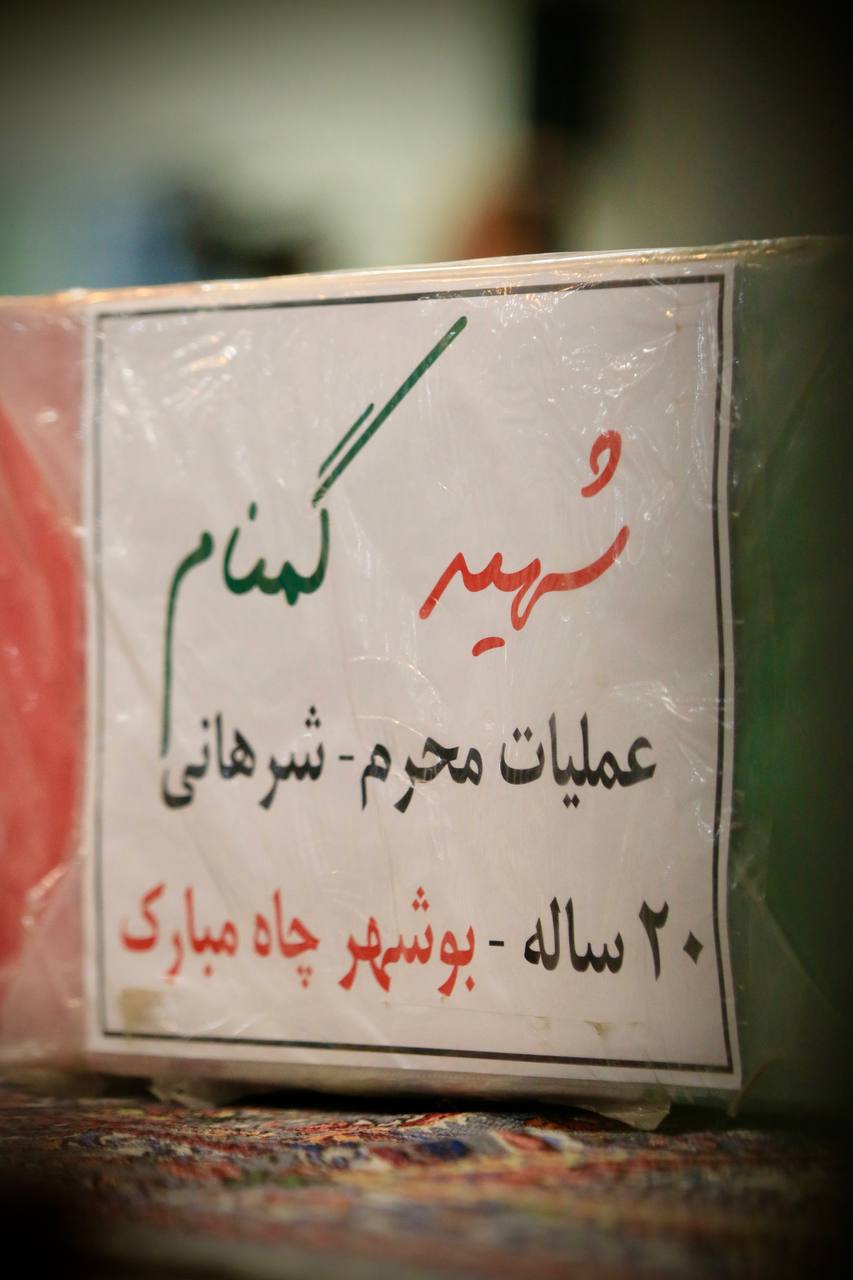 شهید گمنام
عملیات محرم - شرهانی
۲۰ ساله - بوشهر چاه مبارک